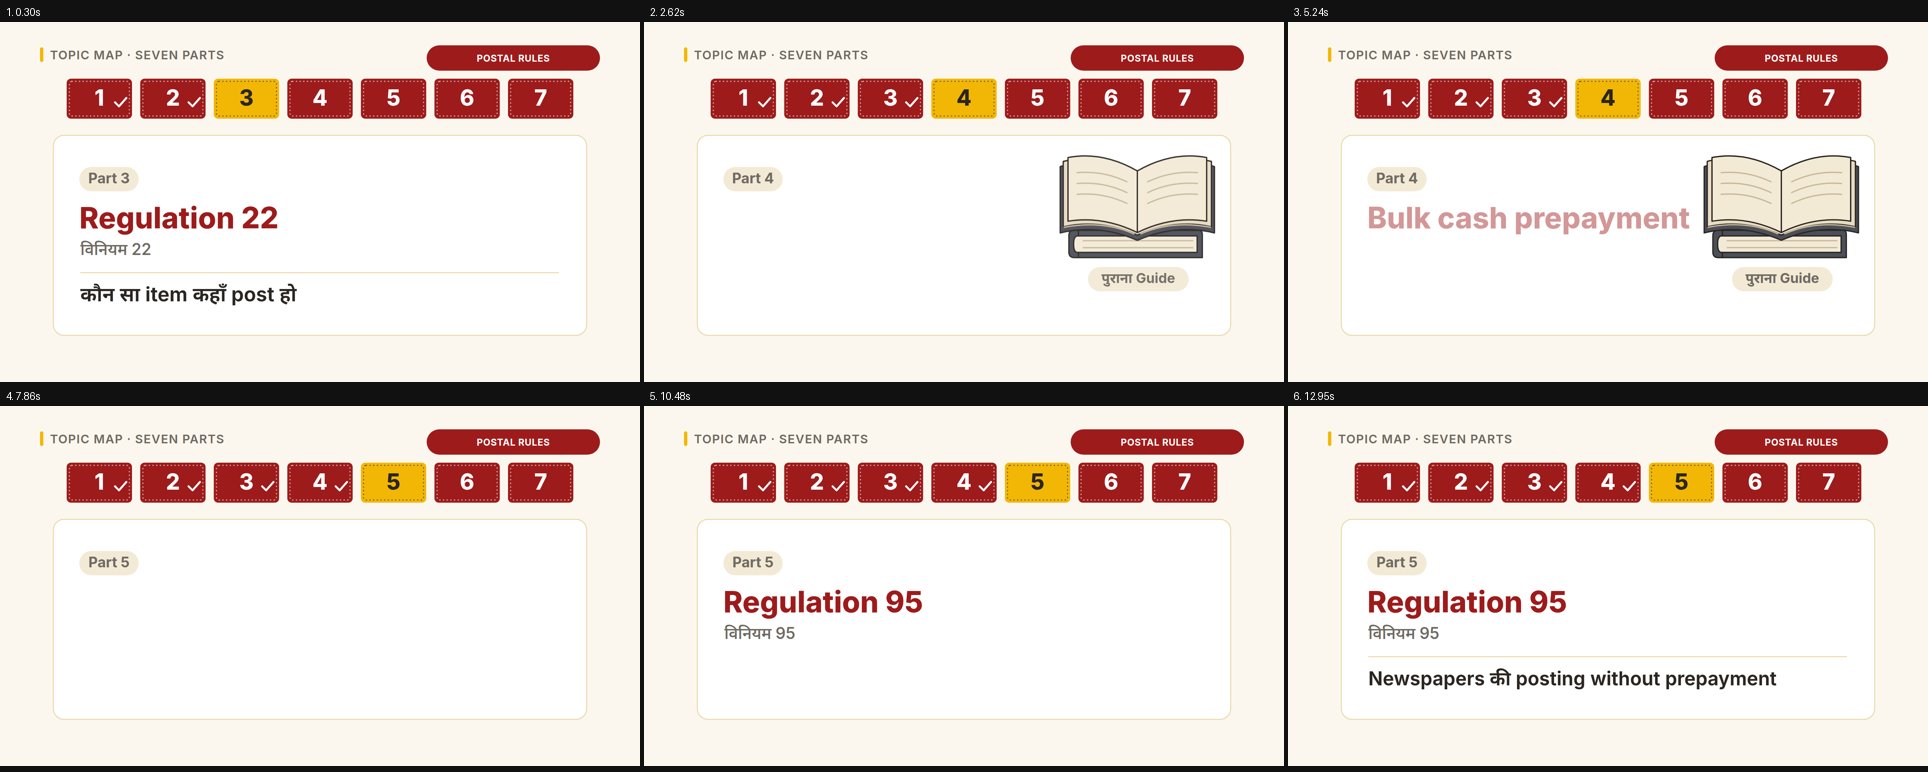 1. 0.30s
TOPIC MAP · SEVEN PARTS
POSTAL RULES
1 2 3 4 5 6 7
Part 3
Regulation 22
विनियम 22
कौन सा item कहाँ post हो
2. 2.62s
TOPIC MAP · SEVEN PARTS
POSTAL RULES
1 2 3 4 5 6 7
Part 4
पुराना Guide
3. 5.24s
TOPIC MAP · SEVEN PARTS
POSTAL RULES
1 2 3 4 5 6 7
Part 4
Bulk cash prepayment
पुराना Guide
4. 7.86s
TOPIC MAP · SEVEN PARTS
POSTAL RULES
1 2 3 4 5 6 7
Part 5
5. 10.48s
TOPIC MAP · SEVEN PARTS
POSTAL RULES
1 2 3 4 5 6 7
Part 5
Regulation 95
विनियम 95
6. 12.95s
TOPIC MAP · SEVEN PARTS
POSTAL RULES
1 2 3 4 5 6 7
Part 5
Regulation 95
विनियम 95
Newspapers की posting without prepayment